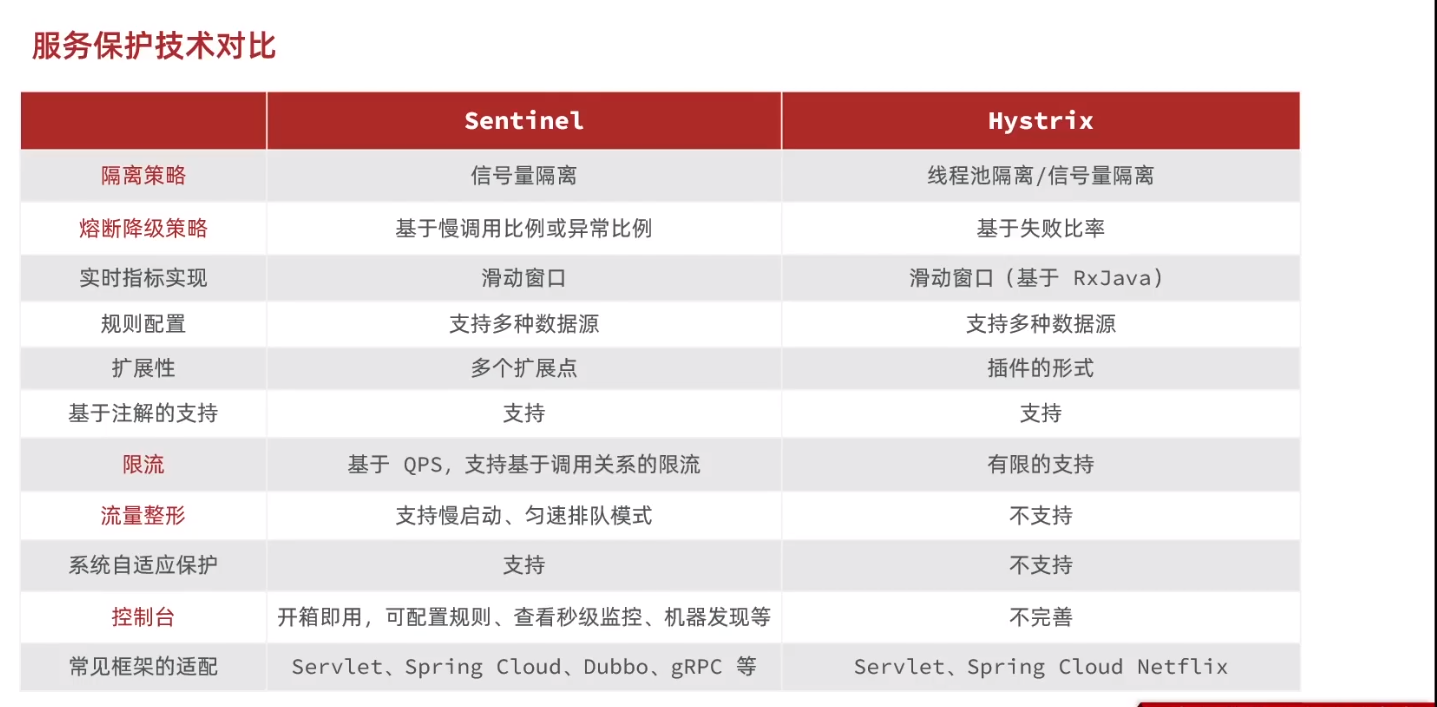 服务保护技术对比
Sentinel Hystrix
隔离策略 信号量隔离 线程池隔离/信号量隔离
熔断降级策略 基于慢调用比例或异常比例 基于失败比率
实时指标实现 滑动窗口 滑动窗口（基于 RxJava）
规则配置 支持多种数据源 支持多种数据源
扩展性 多个扩展点 插件的形式
基于注解的支持 支持 支持
限流 基于 QPS，支持基于调用关系的限流 有限的支持
流量整形 支持慢启动、匀速排队模式 不支持
系统自适应保护 支持 不支持
控制台 开箱即用，可配置规则、查看秒级监控、机器发现等 不完善
常见框架的适配 Servlet、Spring Cloud、Dubbo、gRPC 等 Servlet、Spring Cloud Netflix